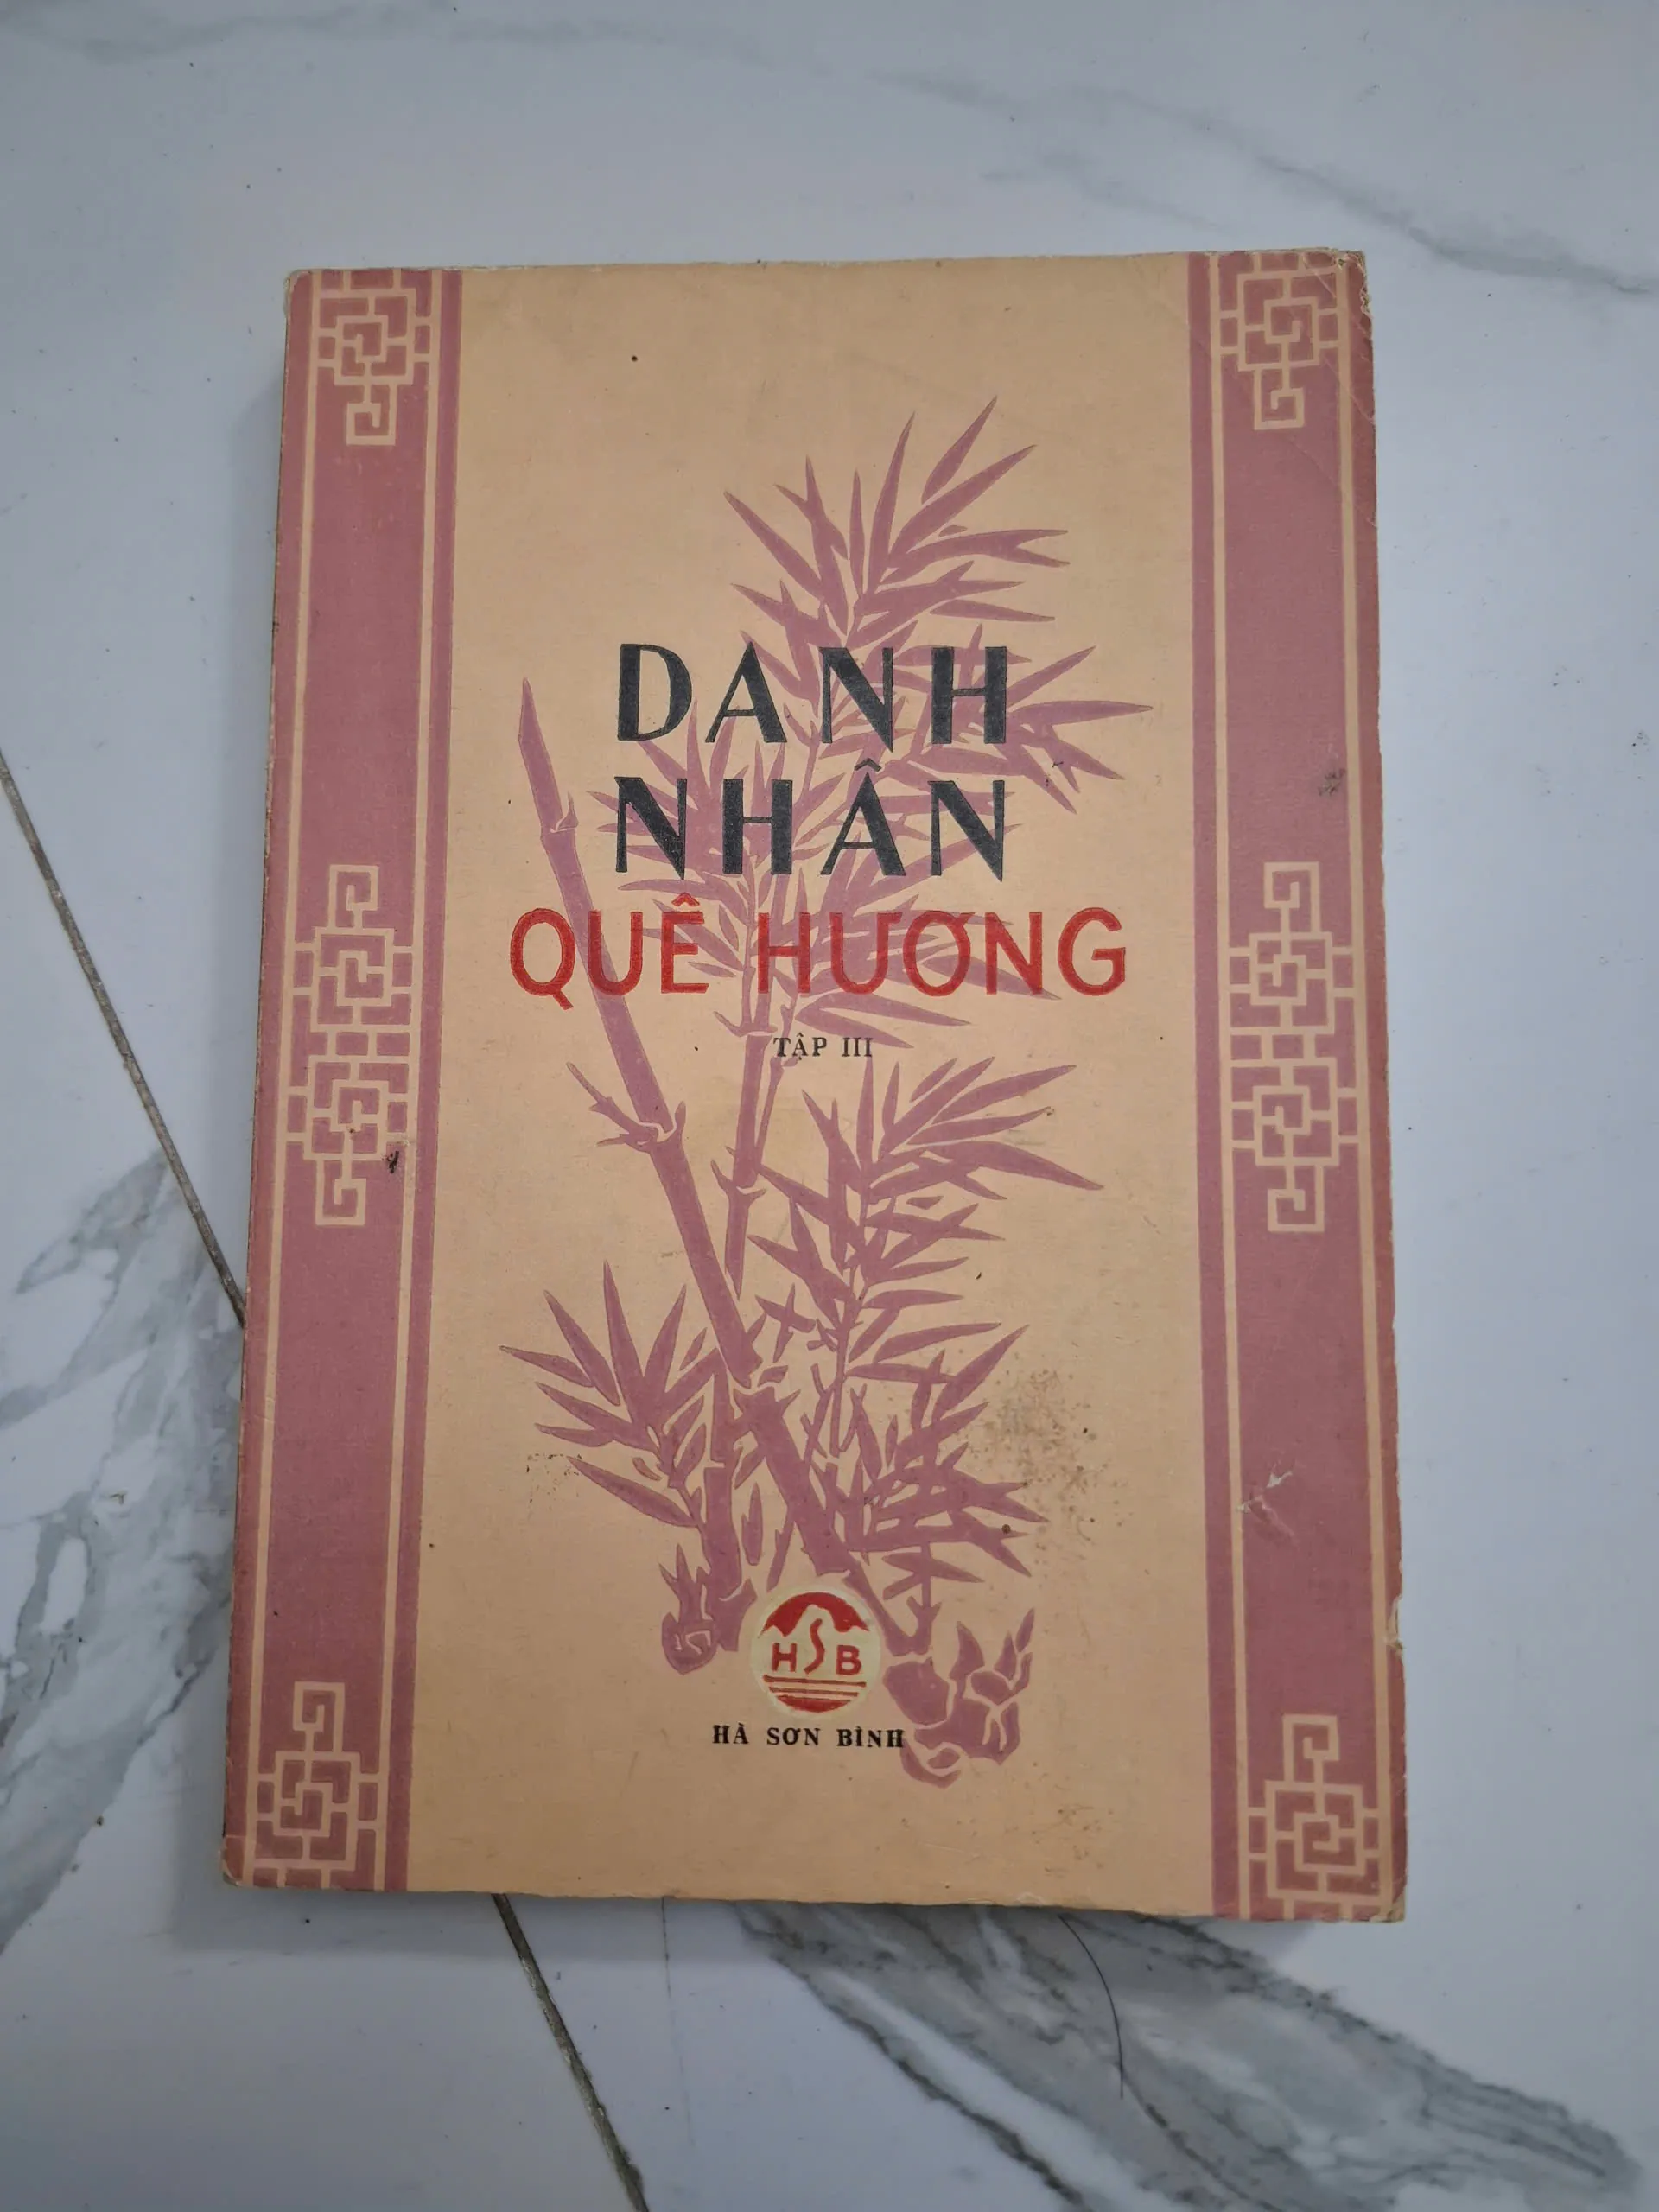 DANH
NHÂN
QUÊ HƯƠNG
TẬP III
HSB
HÀ SƠN BÌNH